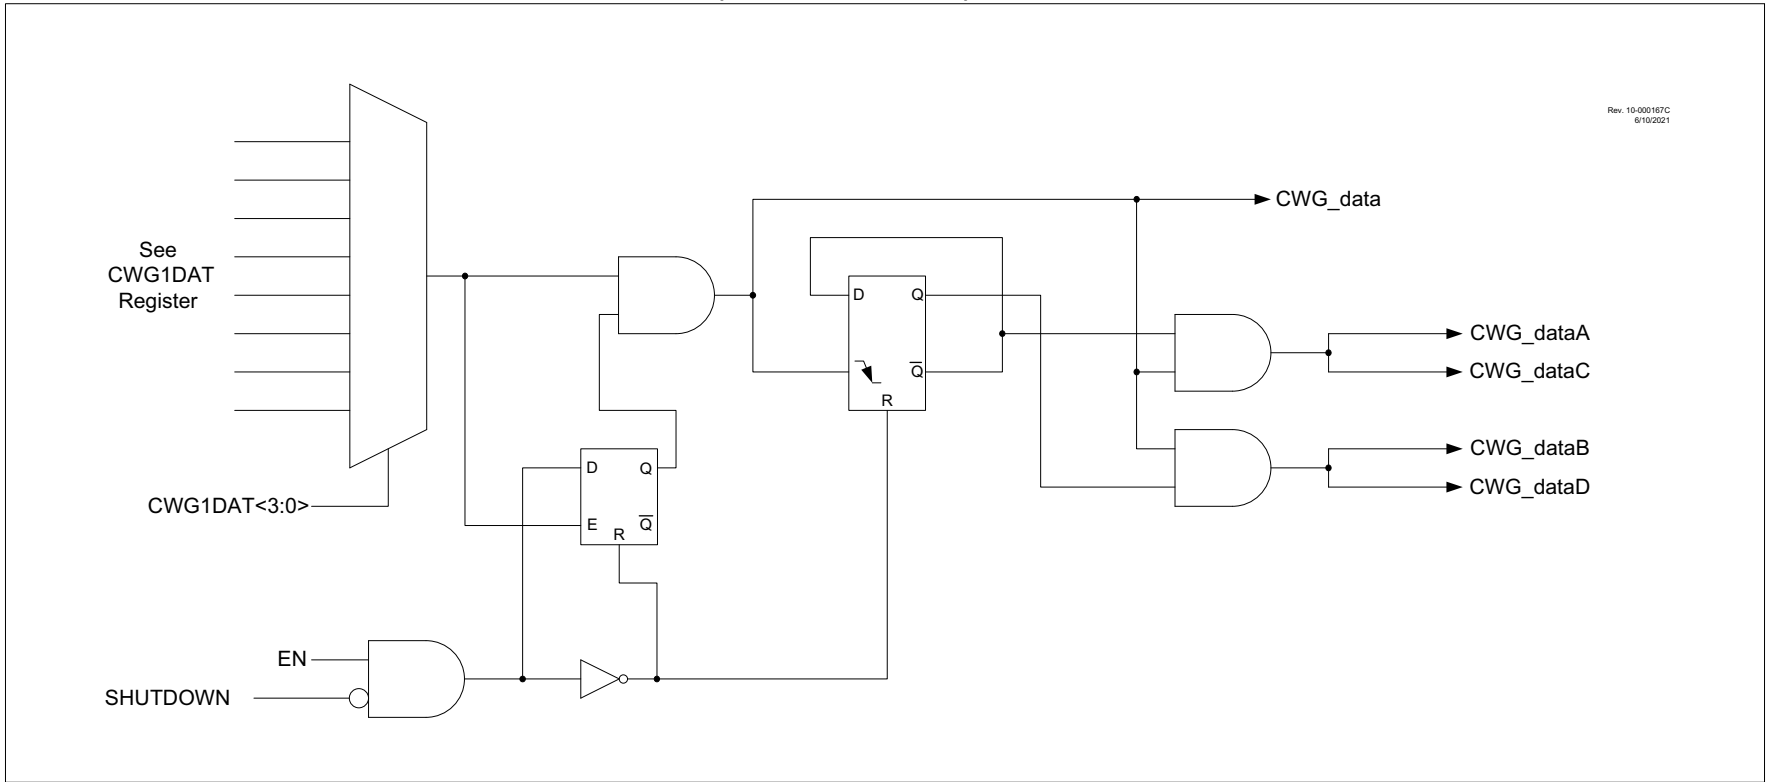 Rev. 10-000167C
6/10/2021
CWG_data
See
CWG1DAT
Register
D
Q
Q
R
CWG_dataA
CWG_dataC
CWG_dataB
CWG_dataD
D
Q
E
Q
R
CWG1DAT<3:0>
EN
SHUTDOWN